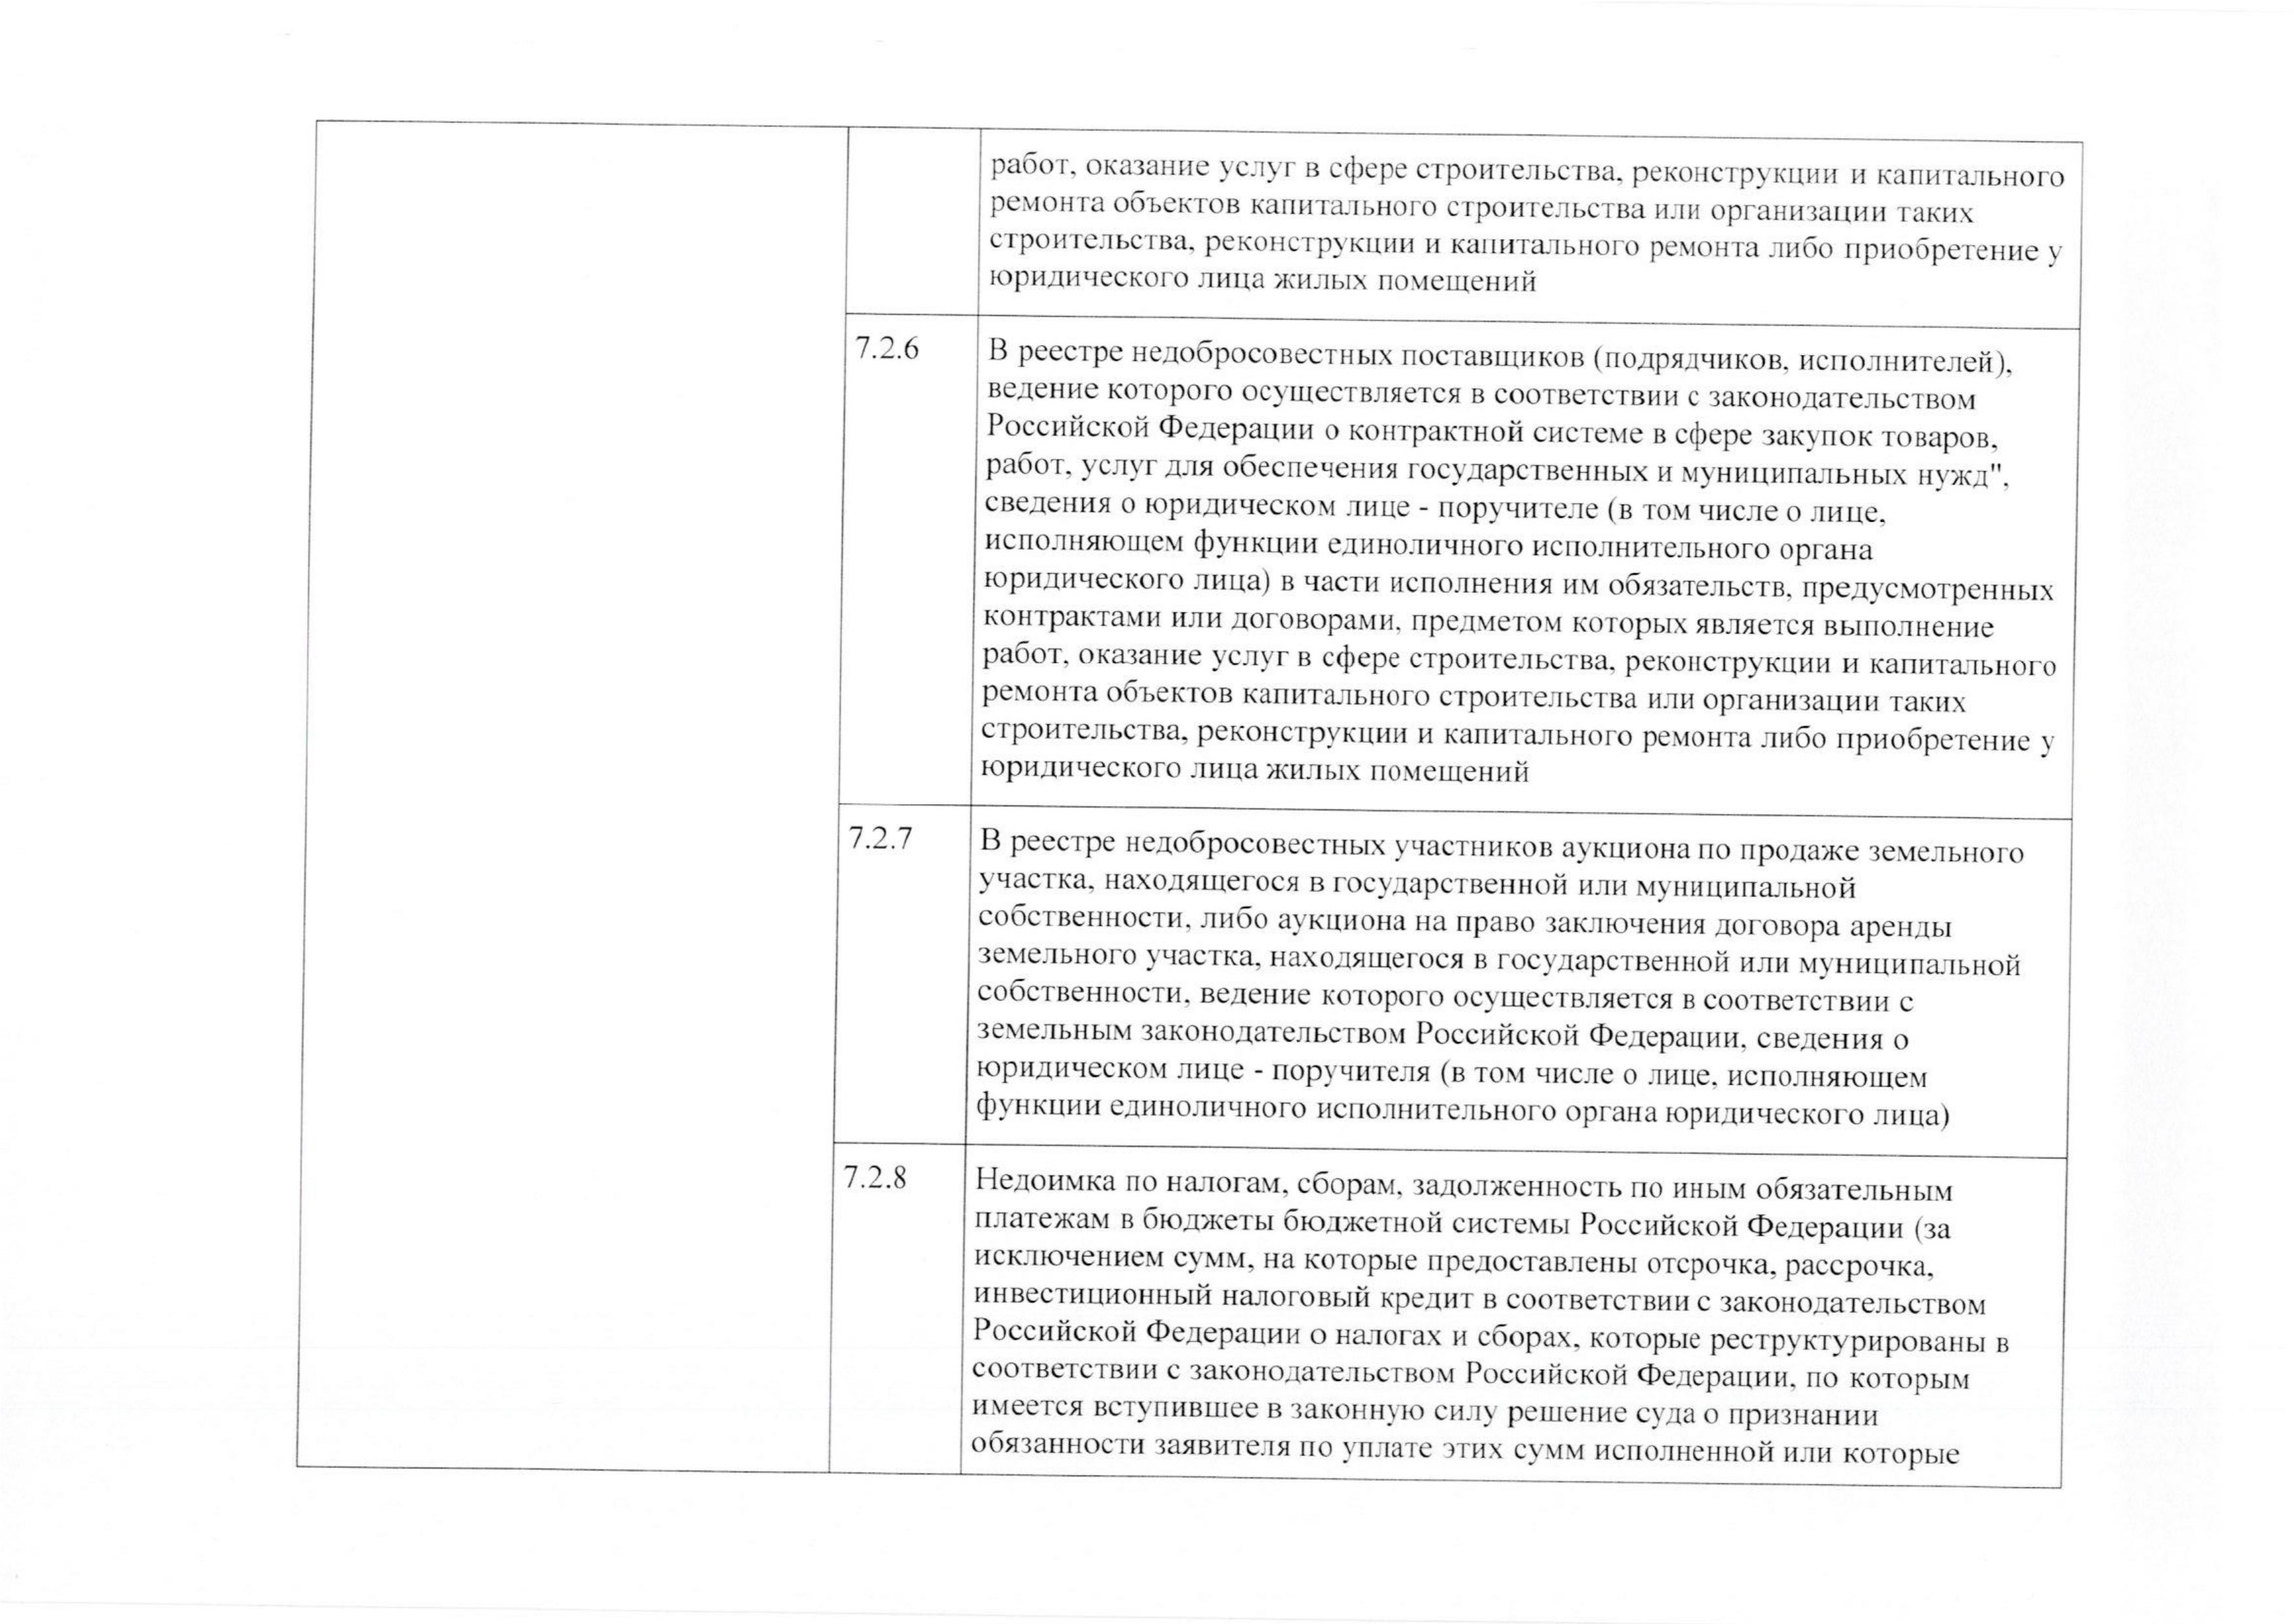 работ, оказание услуг в сфере строительства, реконструкции и капитального
ремонта объектов капитального строительства или организации таких
строительства, реконструкции и капитального ремонта либо приобретение у
юридического лица жилых помещений
7.2.6
В реестре недобросовестных поставщиков (подрядчиков, исполнителей),
ведение которого осуществляется в соответствии с законодательством
Российской Федерации о контрактной системе в сфере закупок товаров,
работ, услуг для обеспечения государственных и муниципальных нужд",
сведения о юридическом лице - поручителе (в том числе о лице,
исполняющем функции единоличного исполнительного органа
юридического лица) в части исполнения им обязательств, предусмотренных
контрактами или договорами, предметом которых является выполнение
работ, оказание услуг в сфере строительства, реконструкции и капитального
ремонта объектов капитального строительства или организации таких
строительства, реконструкции и капитального ремонта либо приобретение у
юридического лица жилых помещений
7.2.7
В реестре недобросовестных участников аукциона по продаже земельного
участка, находящегося в государственной или муниципальной
собственности, либо аукциона на право заключения договора аренды
земельного участка, находящегося в государственной или муниципальной
собственности, ведение которого осуществляется в соответствии с
земельным законодательством Российской Федерации, сведения о
юридическом лице - поручителя (в том числе о лице, исполняющем
функции единоличного исполнительного органа юридического лица)
7.2.8
Недоимка по налогам, сборам, задолженность по иным обязательным
платежам в бюджеты бюджетной системы Российской Федерации (за
исключением сумм, на которые предоставлены отсрочка, рассрочка,
инвестиционный налоговый кредит в соответствии с законодательством
Российской Федерации о налогах и сборах, которые реструктурированы в
соответствии с законодательством Российской Федерации, по которым
имеется вступившее в законную силу решение суда о признании
обязанности заявителя по уплате этих сумм исполненной или которые